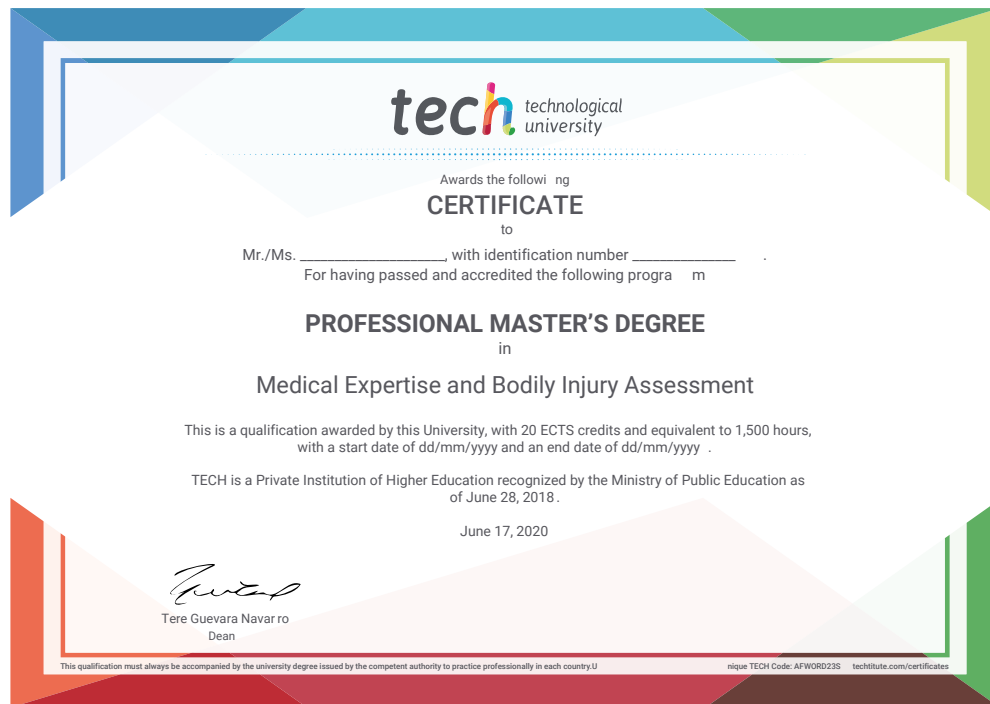 tech technological
university
Awards the followi ng
CERTIFICATE
to
Mr./Ms. ____________________, with identification number ______________ .
For having passed and accredited the following progra m
PROFESSIONAL MASTER'S DEGREE
in
Medical Expertise and Bodily Injury Assessment
This is a qualification awarded by this University, with 20 ECTS credits and equivalent to 1,500 hours,
with a start date of dd/mm/yyyy and an end date of dd/mm/yyyy .
TECH is a Private Institution of Higher Education recognized by the Ministry of Public Education as
of June 28, 2018.
June 17, 2020
Tere Guevara Navar ro
Dean
This qualification must always be accompanied by the university degree issued by the competent authority to practice professionally in each country.U nique TECH Code: AFWORD23S techtitute.com/certificates